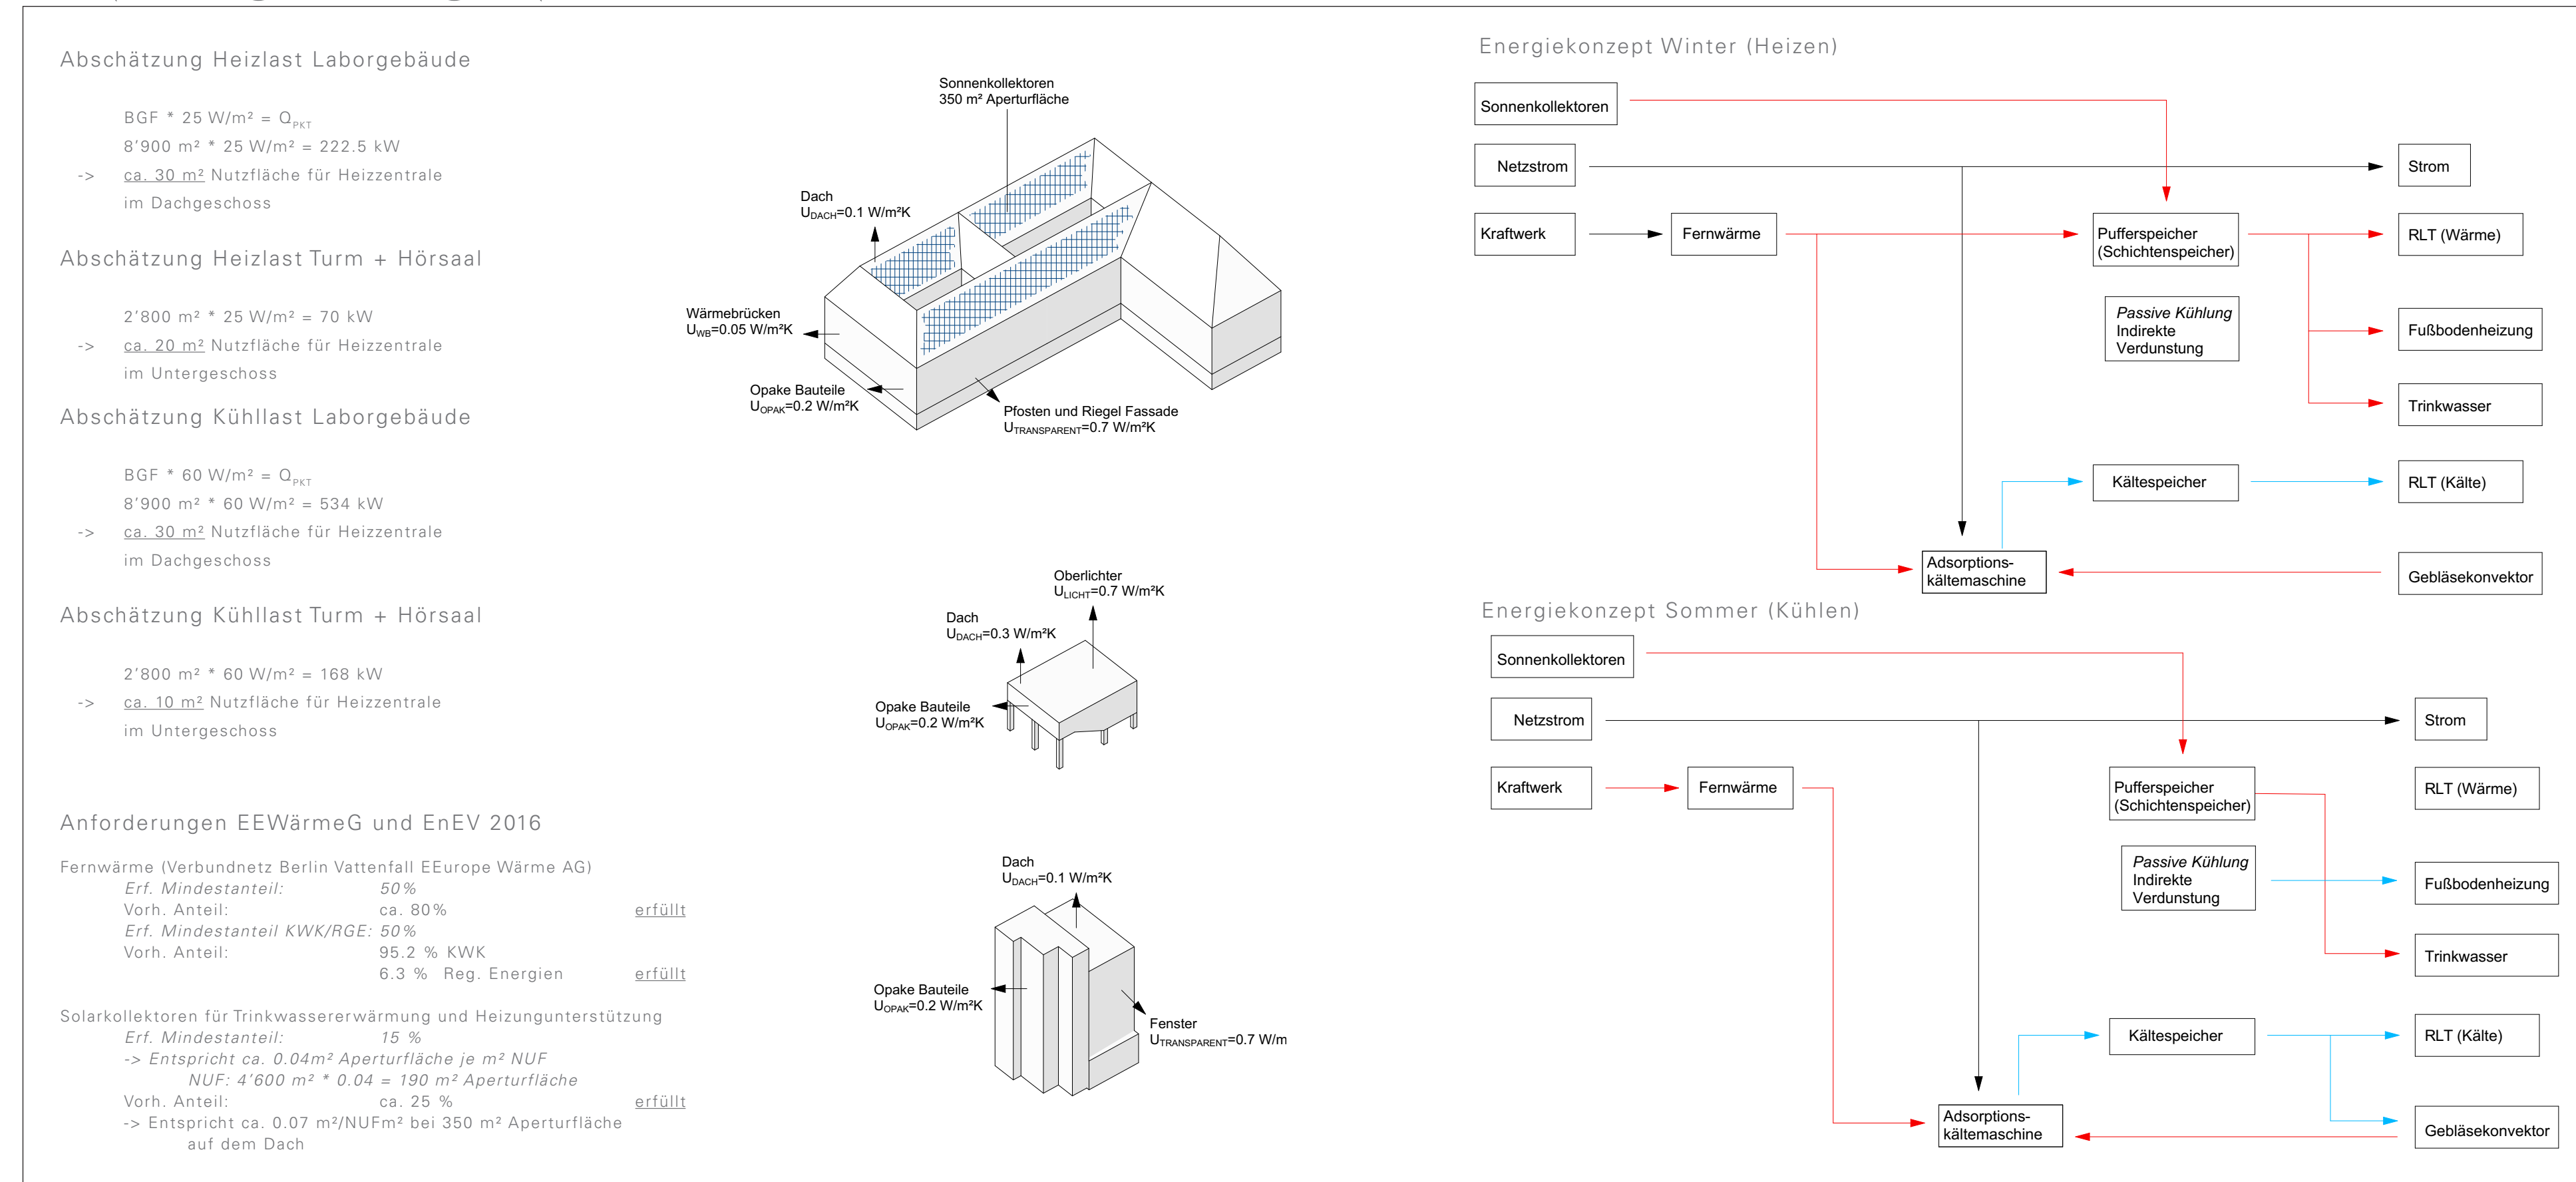 Abschätzung Heizlast Laborgebäude
BGF * 25 W/m² = Q_PKT
8’900 m² * 25 W/m² = 222.5 kW
-> ca. 30 m² Nutzfläche für Heizzentrale
im Dachgeschoss
Abschätzung Heizlast Turm + Hörsaal
2’800 m² * 25 W/m² = 70 kW
-> ca. 20 m² Nutzfläche für Heizzentrale
im Untergeschoss
Abschätzung Kühllast Laborgebäude
BGF * 60 W/m² = Q_PKT
8’900 m² * 60 W/m² = 534 kW
-> ca. 30 m² Nutzfläche für Heizzentrale
im Dachgeschoss
Abschätzung Kühllast Turm + Hörsaal
2’800 m² * 60 W/m² = 168 kW
-> ca. 10 m² Nutzfläche für Heizzentrale
im Untergeschoss
Anforderungen EEWärmeG und EnEV 2016
Fernwärme (Verbundnetz Berlin Vattenfall EEurope Wärme AG)
Erf. Mindestanteil: 50%
Vorh. Anteil: ca. 80% erfüllt
Erf. Mindestanteil KWK/RGE: 50%
Vorh. Anteil: 95.2 % KWK
6.3 % Reg. Energien erfüllt
Solarkollektoren für Trinkwassererwärmung und Heizungunterstützung
Erf. Mindestanteil: 15 %
-> Entspricht ca. 0.04m² Aperturfläche je m² NUF
NUF: 4’600 m² * 0.04 = 190 m² Aperturfläche
Vorh. Anteil: ca. 25 % erfüllt
-> Entspricht ca. 0.07 m²/NUFm² bei 350 m² Aperturfläche
auf dem Dach
Sonnenkollektoren
350 m² Aperturfläche
Dach
U_DACH=0.1 W/m²K
Wärmebrücken
U_WB=0.05 W/m²K
Opake Bauteile
U_OPAK=0.2 W/m²K
Pfosten und Riegel Fassade
U_TRANSPARENT=0.7 W/m²K
Oberlichter
U_LICHT=0.7 W/m²K
Dach
U_DACH=0.3 W/m²K
Opake Bauteile
U_OPAK=0.2 W/m²K
Dach
U_DACH=0.1 W/m²K
Opake Bauteile
U_OPAK=0.2 W/m²K
Fenster
U_TRANSPARENT=0.7 W/m
Energiekonzept Winter (Heizen)
Sonnenkollektoren
Netzstrom
Strom
Kraftwerk
Fernwärme
Pufferspeicher
(Schichtenspeicher)
RLT (Wärme)
Passive Kühlung
Indirekte
Verdunstung
Fußbodenheizung
Trinkwasser
Kältespeicher
RLT (Kälte)
Adsorptions-
kältemaschine
Gebläsekonvektor
Energiekonzept Sommer (Kühlen)
Sonnenkollektoren
Netzstrom
Strom
Kraftwerk
Fernwärme
Pufferspeicher
(Schichtenspeicher)
RLT (Wärme)
Passive Kühlung
Indirekte
Verdunstung
Fußbodenheizung
Trinkwasser
Kältespeicher
RLT (Kälte)
Adsorptions-
kältemaschine
Gebläsekonvektor